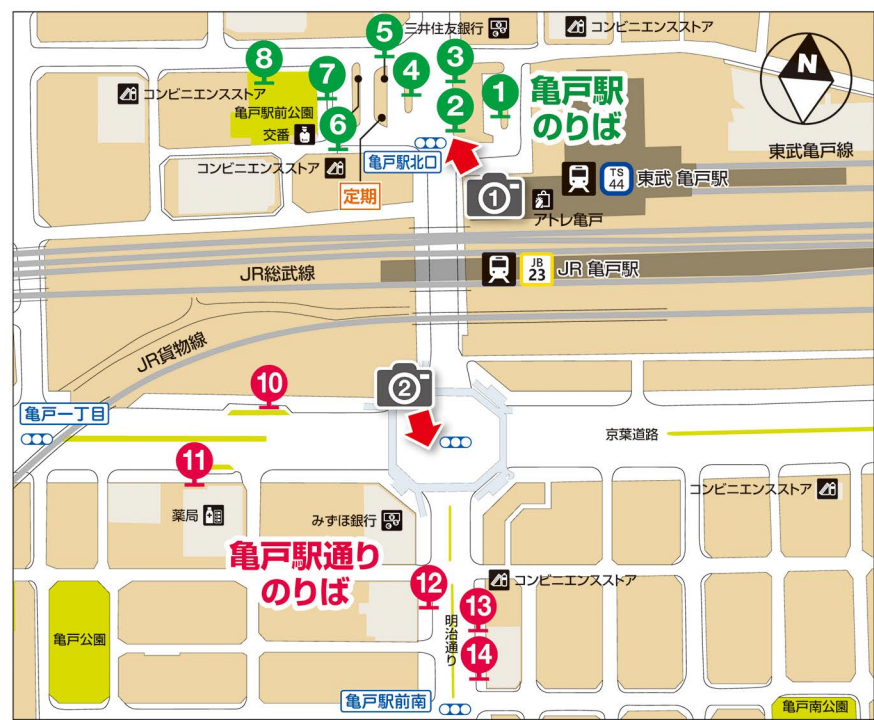 三井住友銀行
コンビニエンスストア
N
8
7
5
4
3
2
1
6
コンビニエンスストア
亀戸駅前公園
交番
コンビニエンスストア
亀戸駅北口
定期
亀戸駅
のりば
東武亀戸線
TS
44
東武 亀戸駅
1
アトレ亀戸
JR総武線
JB
23
JR 亀戸駅
JR貨物線
2
10
亀戸一丁目
京葉道路
11
薬局
みずほ銀行
コンビニエンスストア
亀戸駅通り
のりば
コンビニエンスストア
12
13
14
明治通り
亀戸公園
亀戸駅前南
亀戸南公園